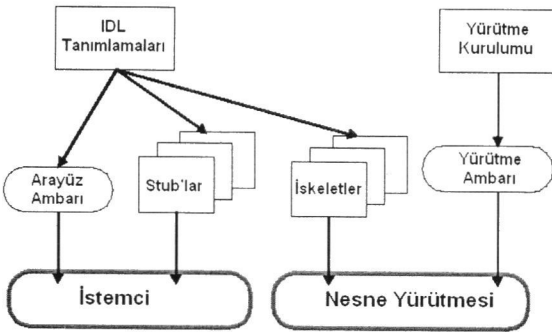 IDL
Tanımlamaları
Yürütme
Kurulumu
Arayüz
Ambarı
Stub'lar
İskeletler
Yürütme
Ambarı
İstemci
Nesne Yürütmesi